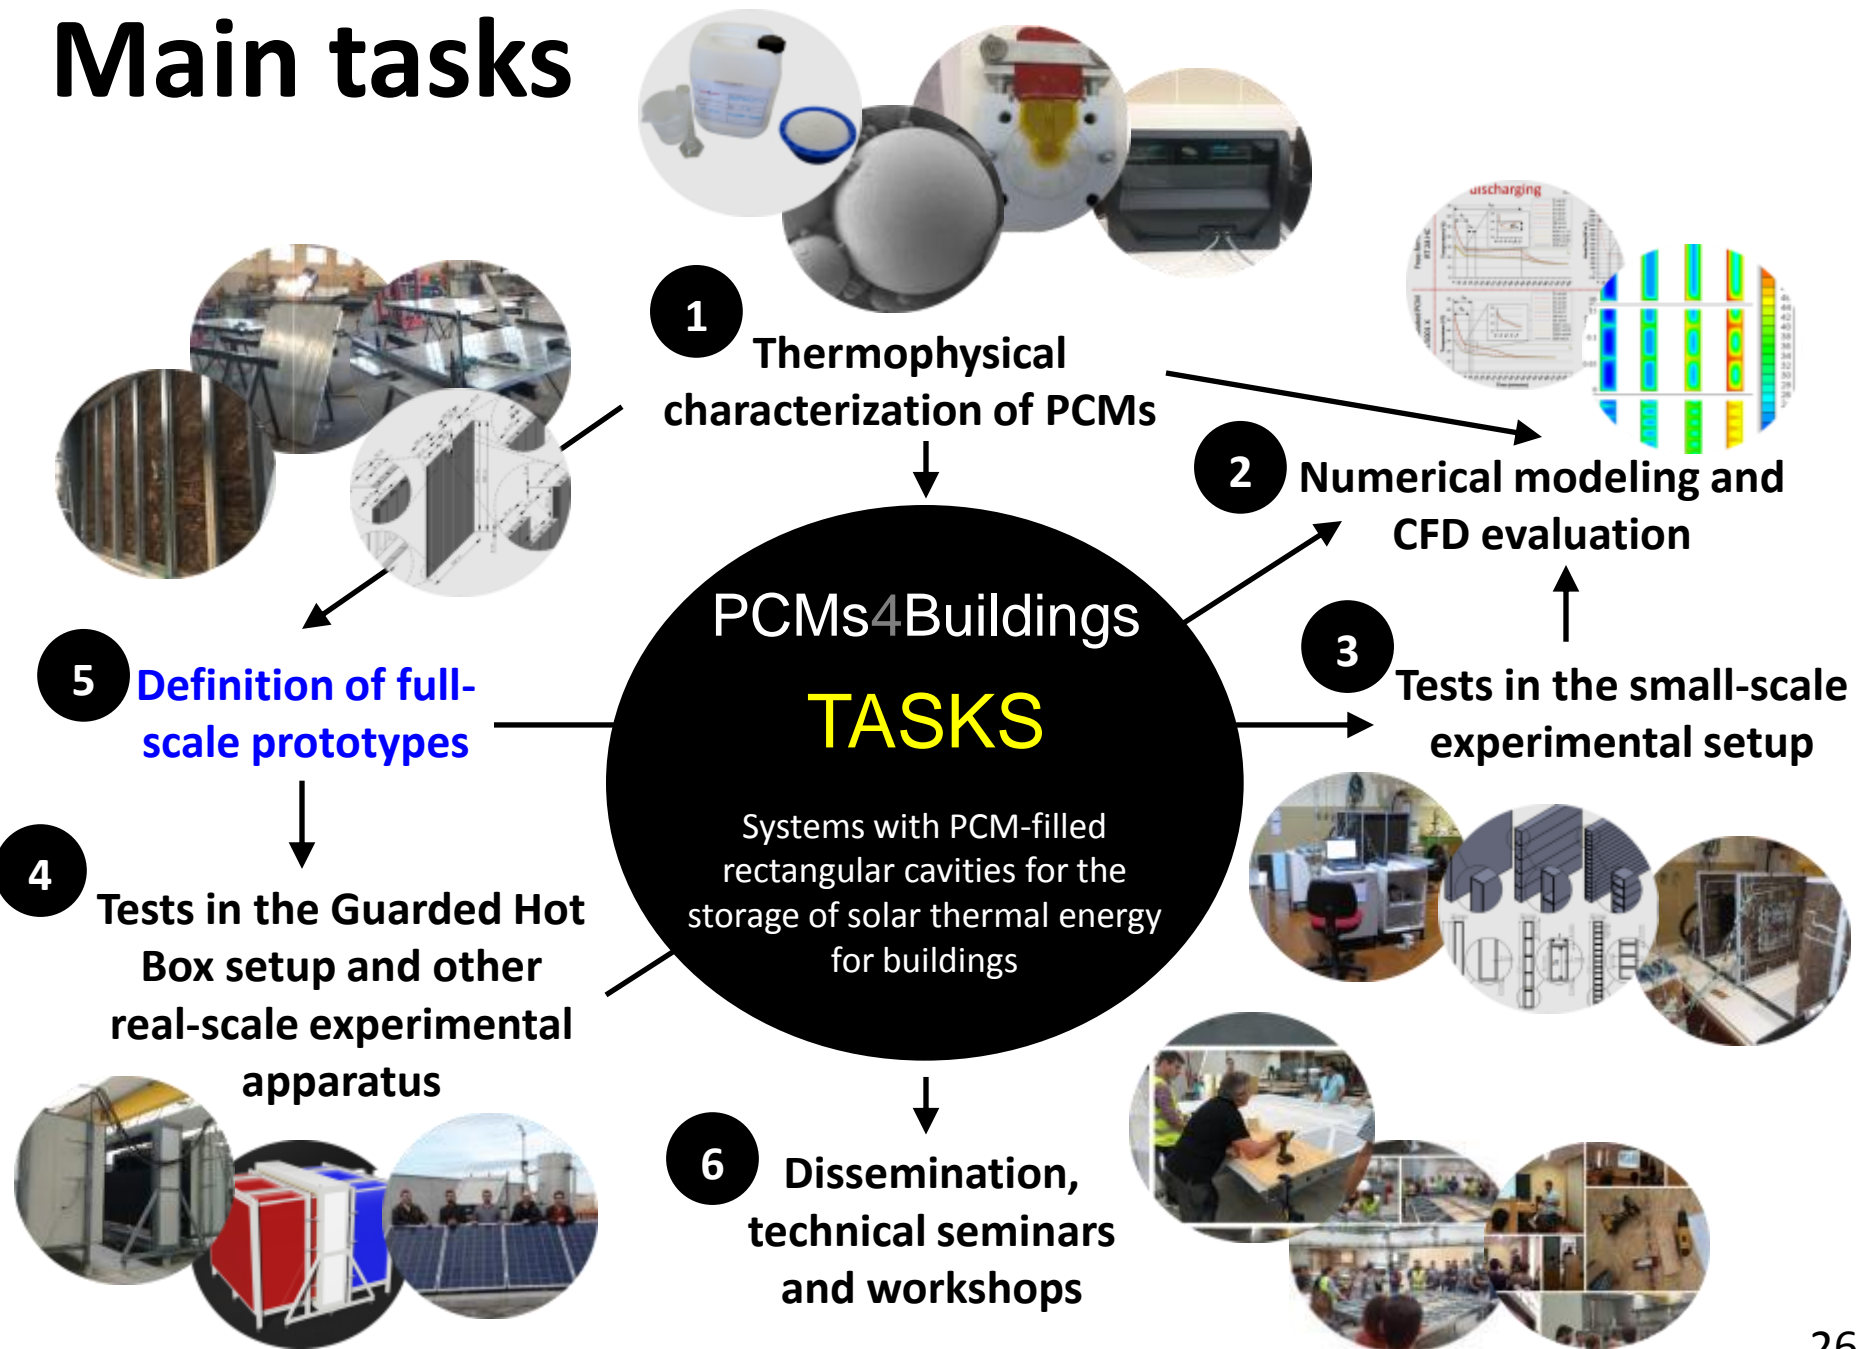 Main tasks
discharging
1
Thermophysical
characterization of PCMs
2
Numerical modeling and
CFD evaluation
PCMs4Buildings
TASKS
Systems with PCM-filled
rectangular cavities for the
storage of solar thermal energy
for buildings
3
Tests in the small-scale
experimental setup
5
Definition of full-
scale prototypes
4
Tests in the Guarded Hot
Box setup and other
real-scale experimental
apparatus
6
Dissemination,
technical seminars
and workshops
26